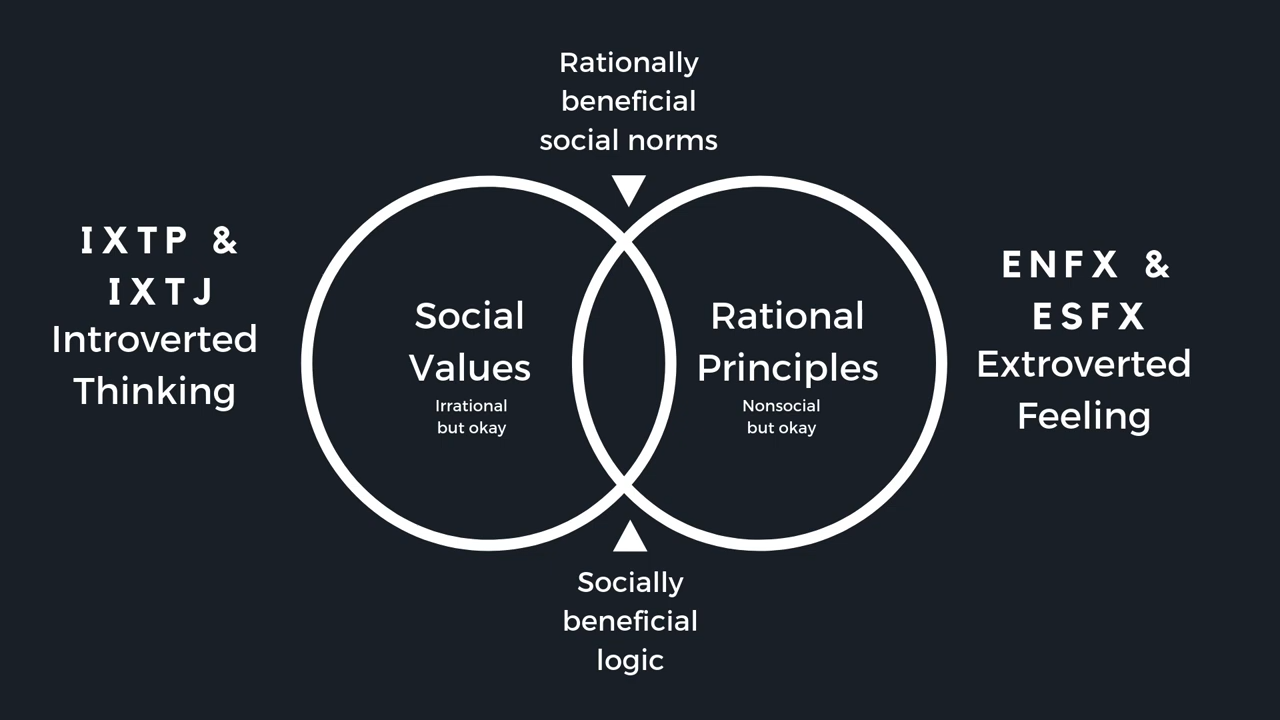 Rationally
beneficial
social norms
IXTP &
IXTJ
Introverted
Thinking
Social
Values
Irrational
but okay
Rational
Principles
Nonsocial
but okay
ENFX &
ESFX
Extroverted
Feeling
Socially
beneficial
logic